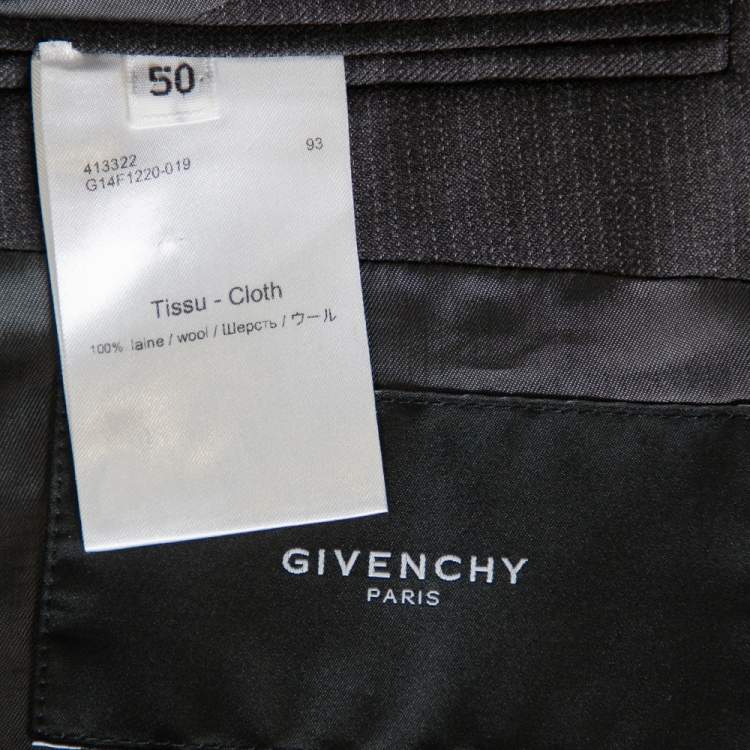 50
413322 93
G14F1220-019
Tissu - Cloth
100% laine / wool / Шерсть / ウール
GIVENCHY
PARIS